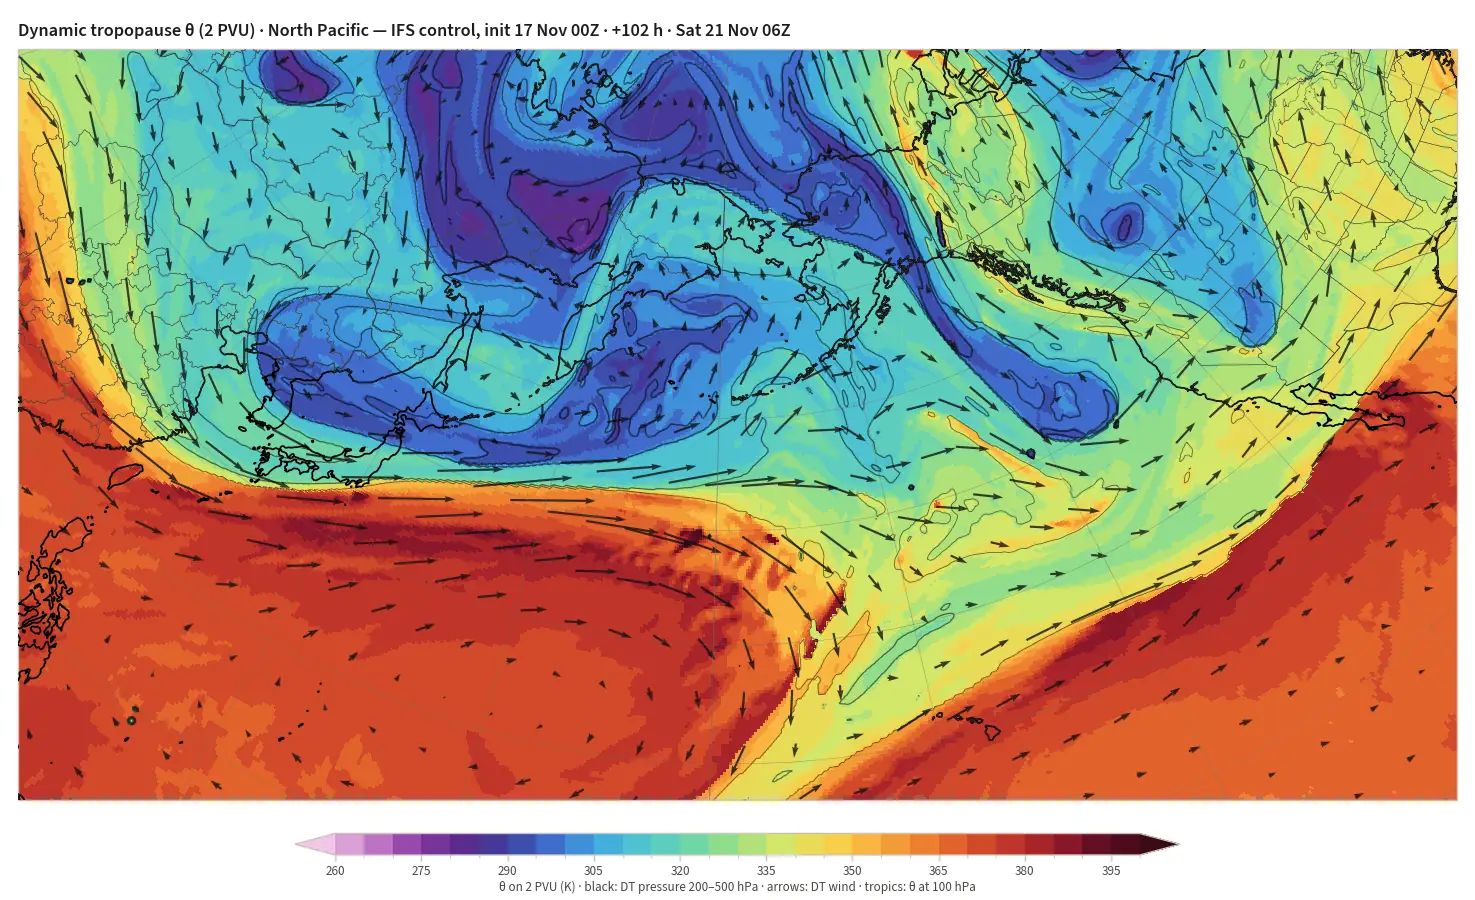 Dynamic tropopause θ (2 PVU) · North Pacific — IFS control, init 17 Nov 00Z · +102 h · Sat 21 Nov 06Z
260 275 290 305 320 335 350 365 380 395
θ on 2 PVU (K) · black: DT pressure 200–500 hPa · arrows: DT wind · tropics: θ at 100 hPa